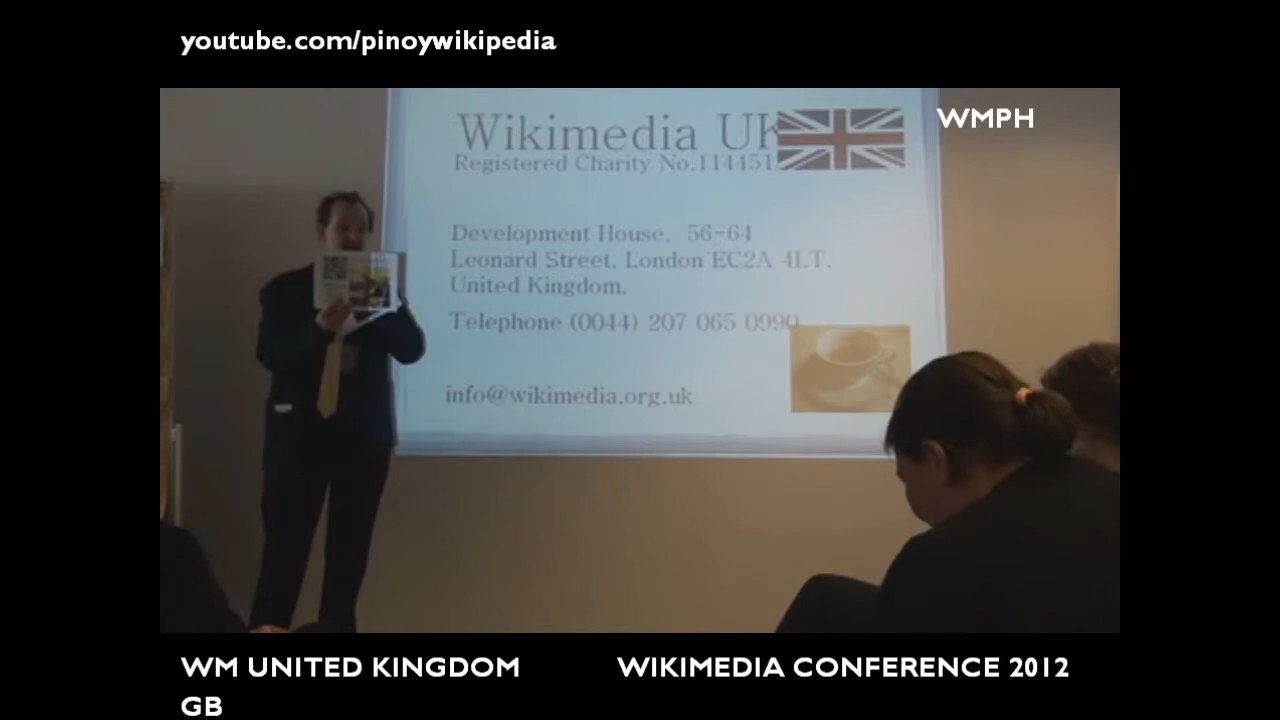 youtube.com/pinoywikipedia
WMPH
Wikimedia UK
Registered Charity No.114451
Development House, 56-64
Leonard Street, London EC2A 4LT.
United Kingdom.
Telephone (0044) 207 065 0990
info@wikimedia.org.uk
WM UNITED KINGDOM
WIKIMEDIA CONFERENCE 2012
GB